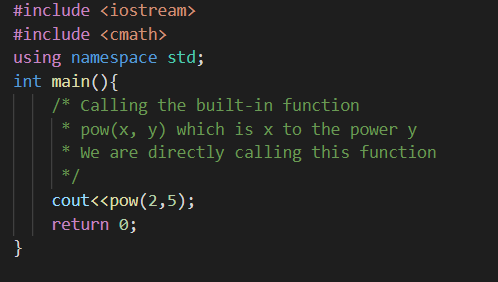 #include <iostream>
#include <cmath>
using namespace std;
int main(){
    /* Calling the built-in function
     * pow(x, y) which is x to the power y
     * We are directly calling this function
     */
    cout<<pow(2,5);
    return 0;
}